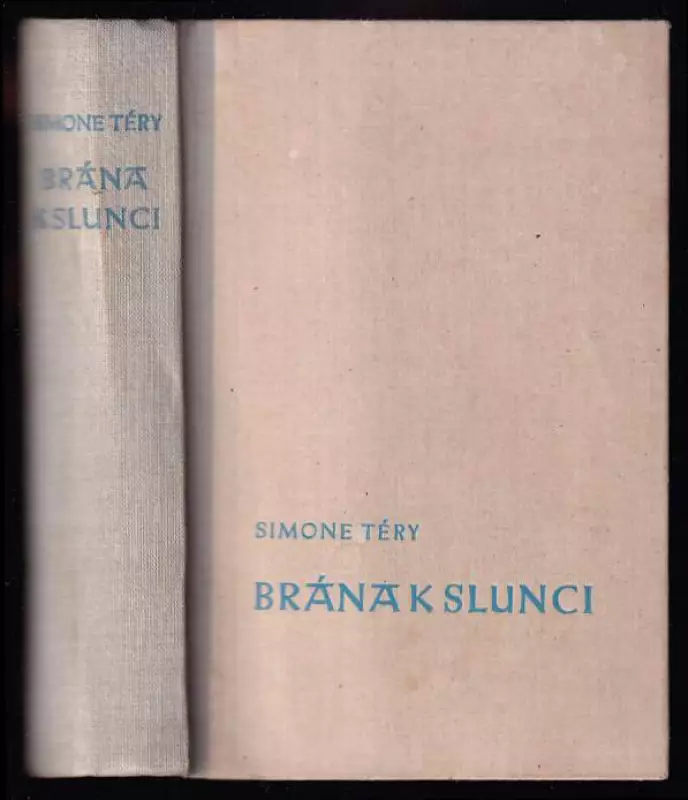 SIMONE TÉRY
BRÁNA
K SLUNCI
SIMONE TÉRY
BRÁNA K SLUNCI